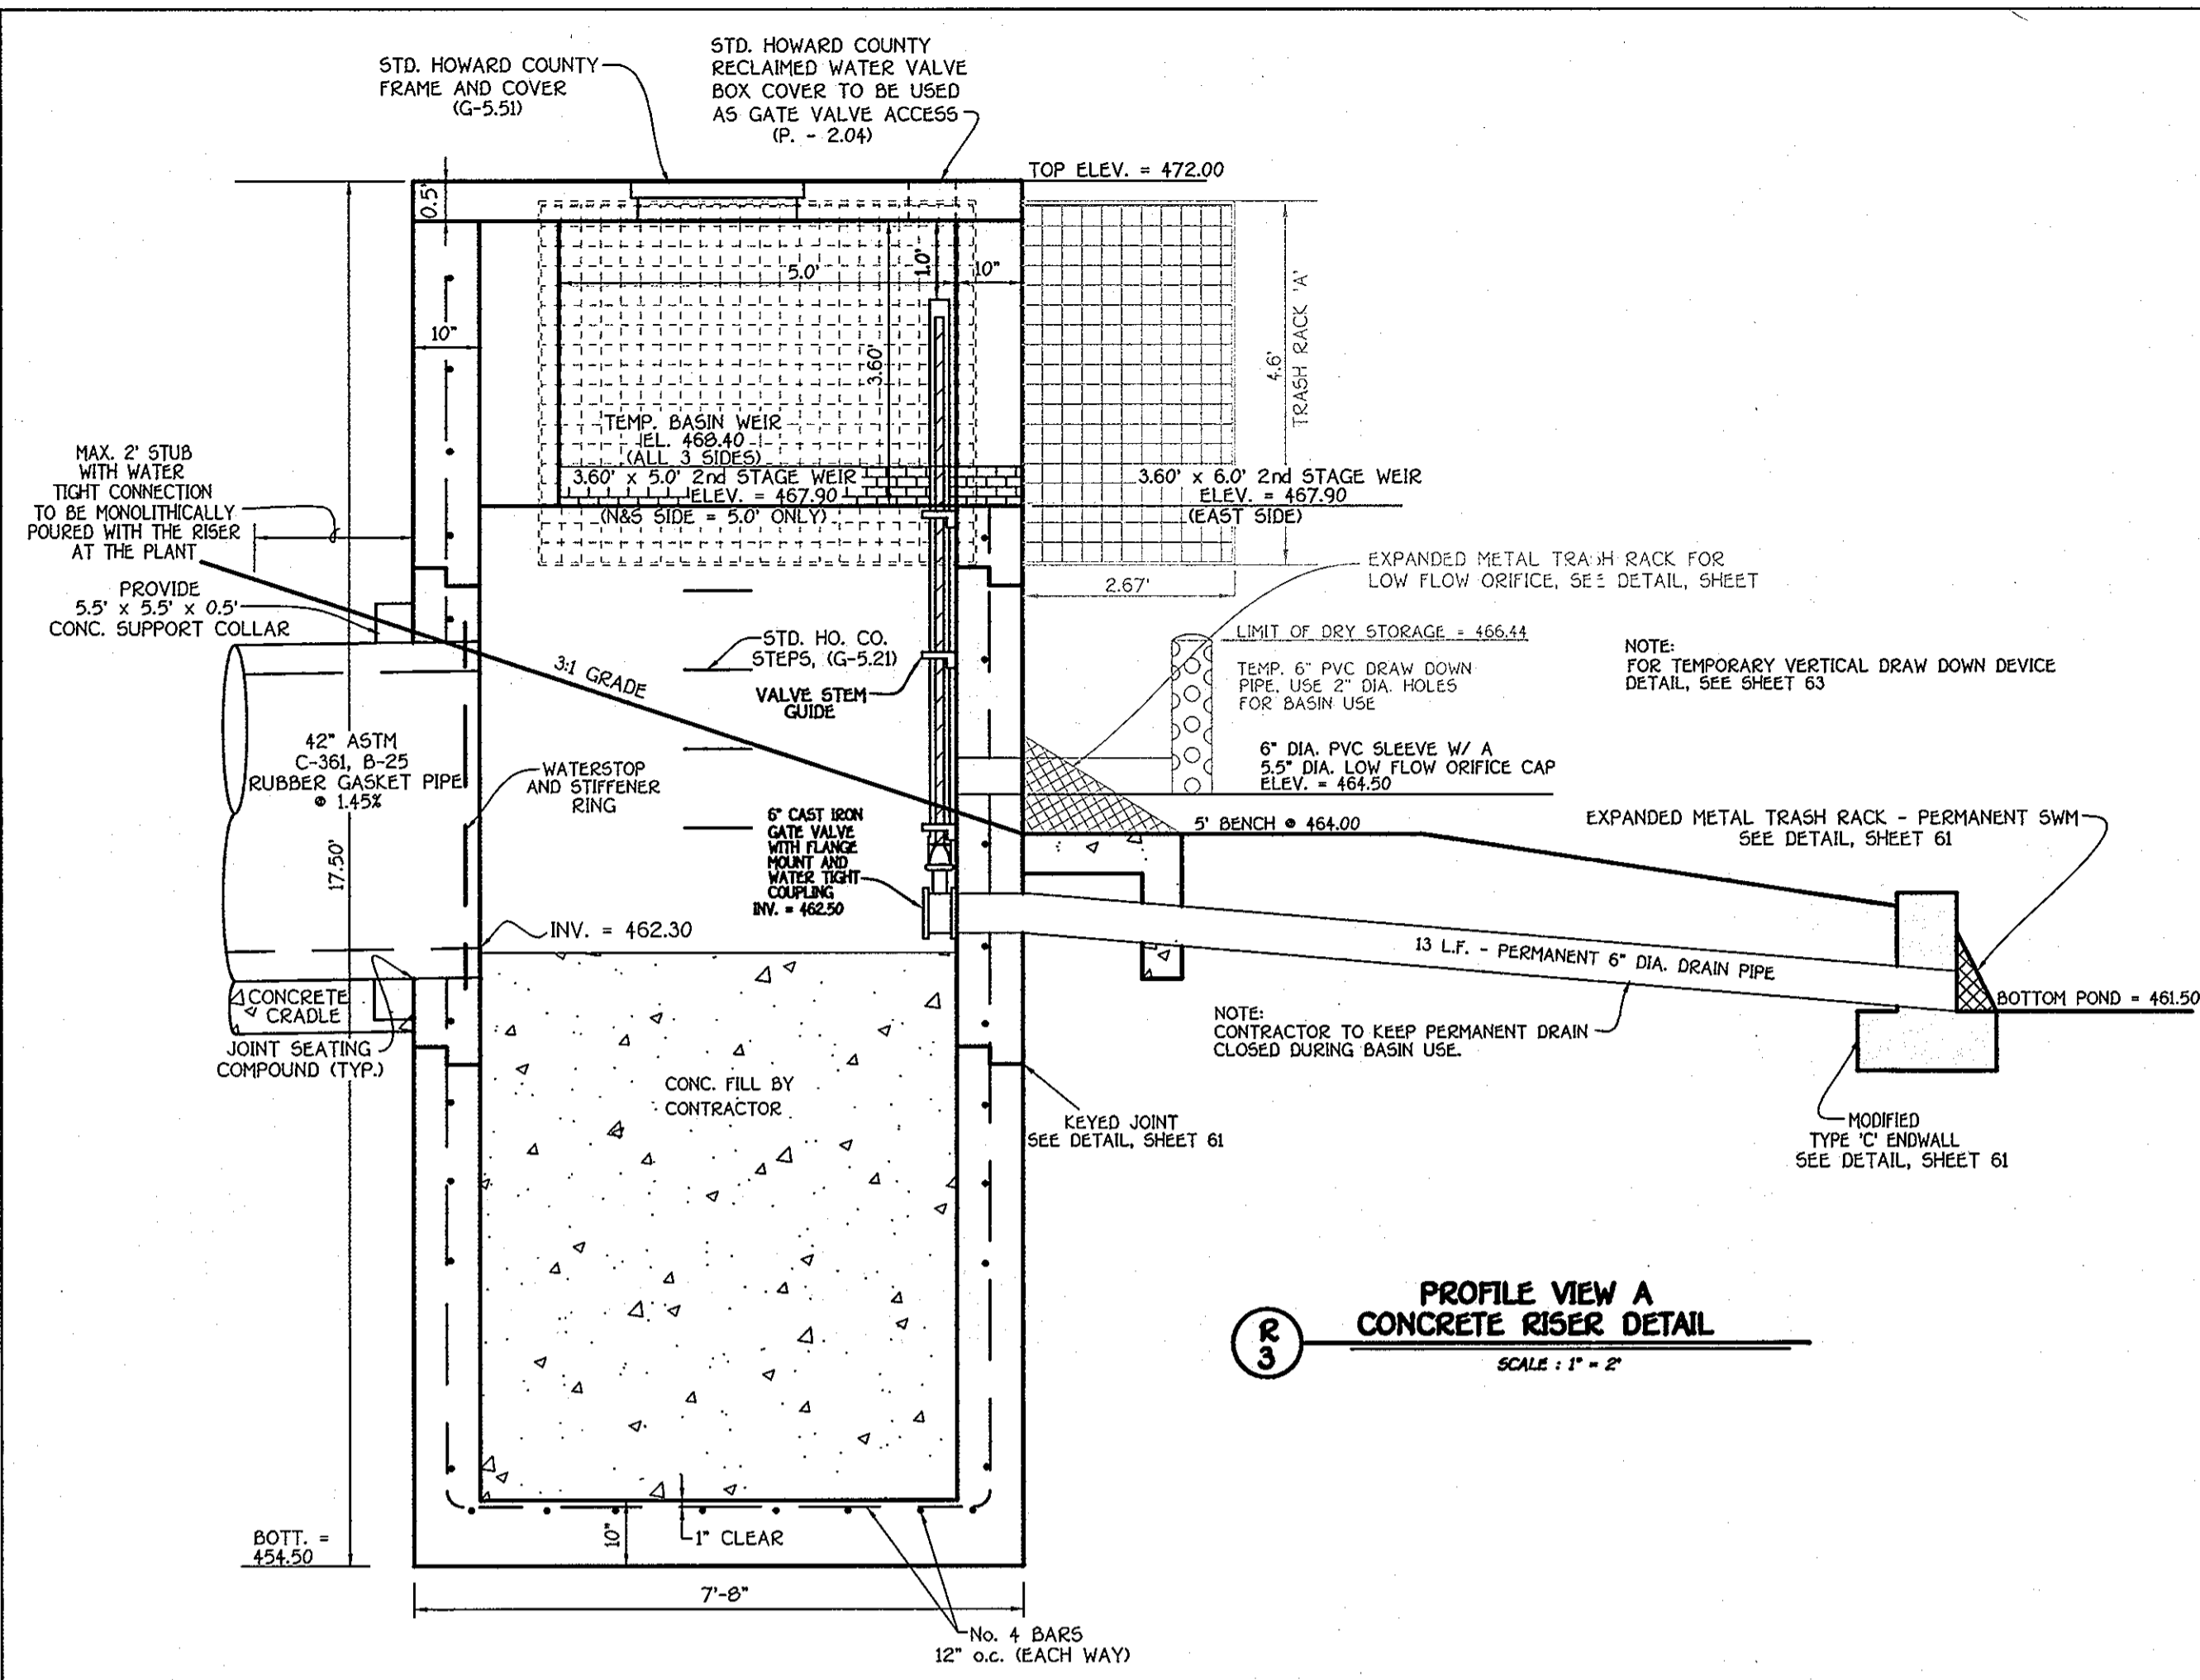 STD. HOWARD COUNTY
FRAME AND COVER
(G-5.51)
STD. HOWARD COUNTY
RECLAIMED WATER VALVE
BOX COVER TO BE USED
AS GATE VALVE ACCESS
(P. - 2.04)
TOP ELEV. = 472.00
0.5'
5.0'
1.0'
10"
10"
3.60'
4.6'
TRASH RACK 'A'
TEMP. BASIN WEIR
EL. 468.40
(ALL 3 SIDES)
3.60' x 5.0' 2nd STAGE WEIR
ELEV. = 467.90
(N&S SIDE = 5.0' ONLY)
3.60' x 6.0' 2nd STAGE WEIR
ELEV. = 467.90
(EAST SIDE)
MAX. 2' STUB
WITH WATER
TIGHT CONNECTION
TO BE MONOLITHICALLY
POURED WITH THE RISER
AT THE PLANT
PROVIDE
5.5' x 5.5' x 0.5'
CONC. SUPPORT COLLAR
2.67'
EXPANDED METAL TRASH RACK FOR
LOW FLOW ORIFICE, SEE DETAIL, SHEET
3:1 GRADE
STD. HO. CO.
STEPS, (G-5.21)
VALVE STEM
GUIDE
LIMIT OF DRY STORAGE = 466.44
TEMP. 6" PVC DRAW DOWN
PIPE. USE 2" DIA. HOLES
FOR BASIN USE
NOTE:
FOR TEMPORARY VERTICAL DRAW DOWN DEVICE
DETAIL, SEE SHEET 63
42" ASTM
C-361, B-25
RUBBER GASKET PIPE
@ 1.45%
WATERSTOP
AND STIFFENER
RING
6" DIA. PVC SLEEVE W/ A
5.5" DIA. LOW FLOW ORIFICE CAP
ELEV. = 464.50
17.50'
6" CAST IRON
GATE VALVE
WITH FLANGE
MOUNT AND
WATER TIGHT
COUPLING
INV. = 462.50
5' BENCH @ 464.00
EXPANDED METAL TRASH RACK - PERMANENT SWM
SEE DETAIL, SHEET 61
INV. = 462.30
13 L.F. - PERMANENT 6" DIA. DRAIN PIPE
BOTTOM POND = 461.50
CONCRETE
CRADLE
JOINT SEATING
COMPOUND (TYP.)
NOTE:
CONTRACTOR TO KEEP PERMANENT DRAIN
CLOSED DURING BASIN USE.
CONC. FILL BY
CONTRACTOR
KEYED JOINT
SEE DETAIL, SHEET 61
MODIFIED
TYPE 'C' ENDWALL
SEE DETAIL, SHEET 61
R
3
PROFILE VIEW A
CONCRETE RISER DETAIL
SCALE : 1" = 2'
BOTT. =
454.50
10"
1" CLEAR
7'-8"
No. 4 BARS
12" o.c. (EACH WAY)